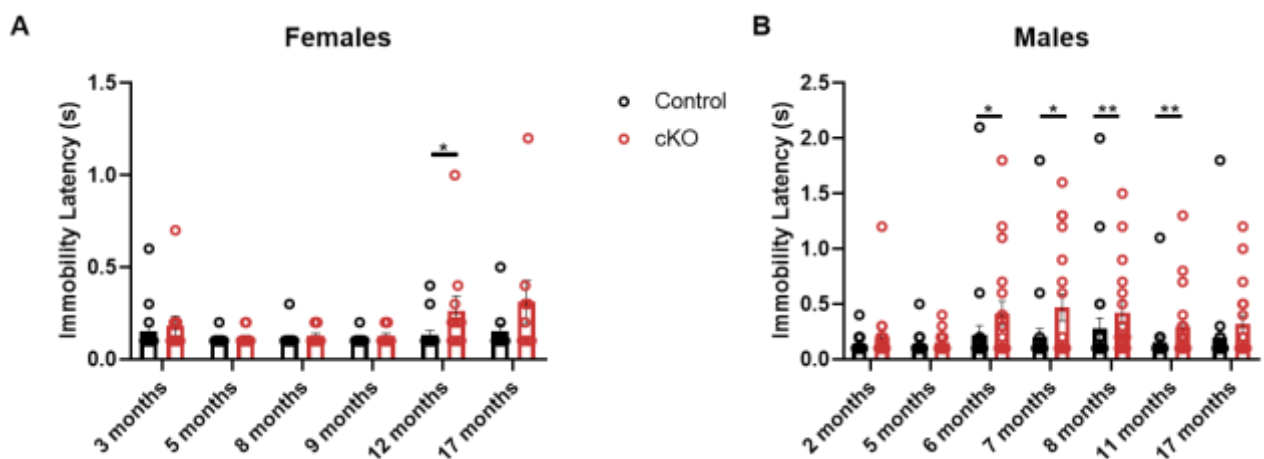 A
Females
Immobility Latency (s)
1.5
1.0
0.5
0.0
*
3 months
5 months
8 months
9 months
12 months
17 months
Control
cKO
B
Males
Immobility Latency (s)
2.5
2.0
1.5
1.0
0.5
0.0
*
*
**
**
2 months
5 months
6 months
7 months
8 months
11 months
17 months